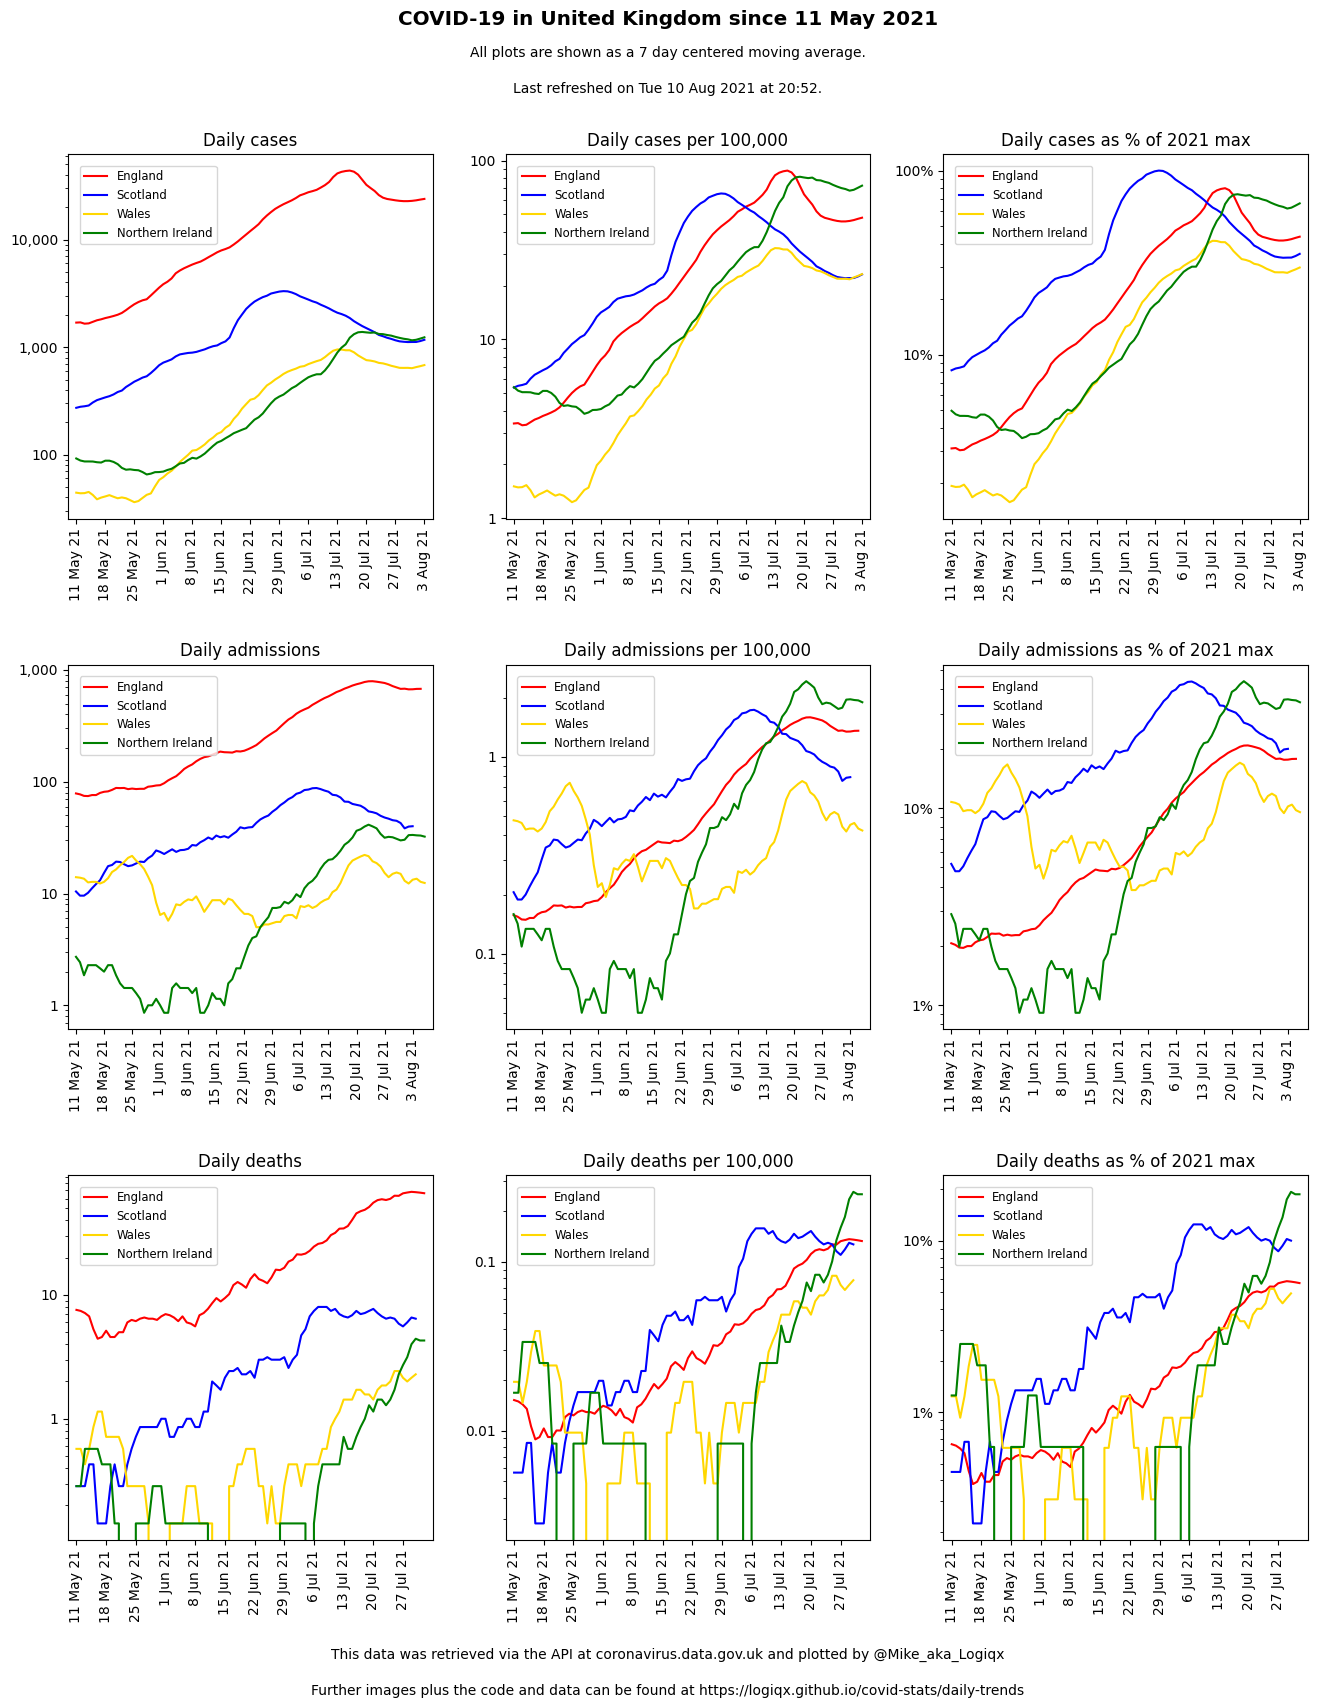 COVID-19 in United Kingdom since 11 May 2021
All plots are shown as a 7 day centered moving average.
Last refreshed on Tue 10 Aug 2021 at 20:52.
Daily cases
England
Scotland
Wales
Northern Ireland
10,000
1,000
100
11 May 21
18 May 21
25 May 21
1 Jun 21
8 Jun 21
15 Jun 21
22 Jun 21
29 Jun 21
6 Jul 21
13 Jul 21
20 Jul 21
27 Jul 21
3 Aug 21
Daily cases per 100,000
England
Scotland
Wales
Northern Ireland
100
10
1
11 May 21
18 May 21
25 May 21
1 Jun 21
8 Jun 21
15 Jun 21
22 Jun 21
29 Jun 21
6 Jul 21
13 Jul 21
20 Jul 21
27 Jul 21
3 Aug 21
Daily cases as % of 2021 max
England
Scotland
Wales
Northern Ireland
100%
10%
11 May 21
18 May 21
25 May 21
1 Jun 21
8 Jun 21
15 Jun 21
22 Jun 21
29 Jun 21
6 Jul 21
13 Jul 21
20 Jul 21
27 Jul 21
3 Aug 21
Daily admissions
England
Scotland
Wales
Northern Ireland
1,000
100
10
1
11 May 21
18 May 21
25 May 21
1 Jun 21
8 Jun 21
15 Jun 21
22 Jun 21
29 Jun 21
6 Jul 21
13 Jul 21
20 Jul 21
27 Jul 21
3 Aug 21
Daily admissions per 100,000
England
Scotland
Wales
Northern Ireland
1
0.1
11 May 21
18 May 21
25 May 21
1 Jun 21
8 Jun 21
15 Jun 21
22 Jun 21
29 Jun 21
6 Jul 21
13 Jul 21
20 Jul 21
27 Jul 21
3 Aug 21
Daily admissions as % of 2021 max
England
Scotland
Wales
Northern Ireland
10%
1%
11 May 21
18 May 21
25 May 21
1 Jun 21
8 Jun 21
15 Jun 21
22 Jun 21
29 Jun 21
6 Jul 21
13 Jul 21
20 Jul 21
27 Jul 21
3 Aug 21
Daily deaths
England
Scotland
Wales
Northern Ireland
10
1
11 May 21
18 May 21
25 May 21
1 Jun 21
8 Jun 21
15 Jun 21
22 Jun 21
29 Jun 21
6 Jul 21
13 Jul 21
20 Jul 21
27 Jul 21
Daily deaths per 100,000
England
Scotland
Wales
Northern Ireland
0.1
0.01
11 May 21
18 May 21
25 May 21
1 Jun 21
8 Jun 21
15 Jun 21
22 Jun 21
29 Jun 21
6 Jul 21
13 Jul 21
20 Jul 21
27 Jul 21
Daily deaths as % of 2021 max
England
Scotland
Wales
Northern Ireland
10%
1%
11 May 21
18 May 21
25 May 21
1 Jun 21
8 Jun 21
15 Jun 21
22 Jun 21
29 Jun 21
6 Jul 21
13 Jul 21
20 Jul 21
27 Jul 21
This data was retrieved via the API at coronavirus.data.gov.uk and plotted by @Mike_aka_Logiqx
Further images plus the code and data can be found at https://logiqx.github.io/covid-stats/daily-trends